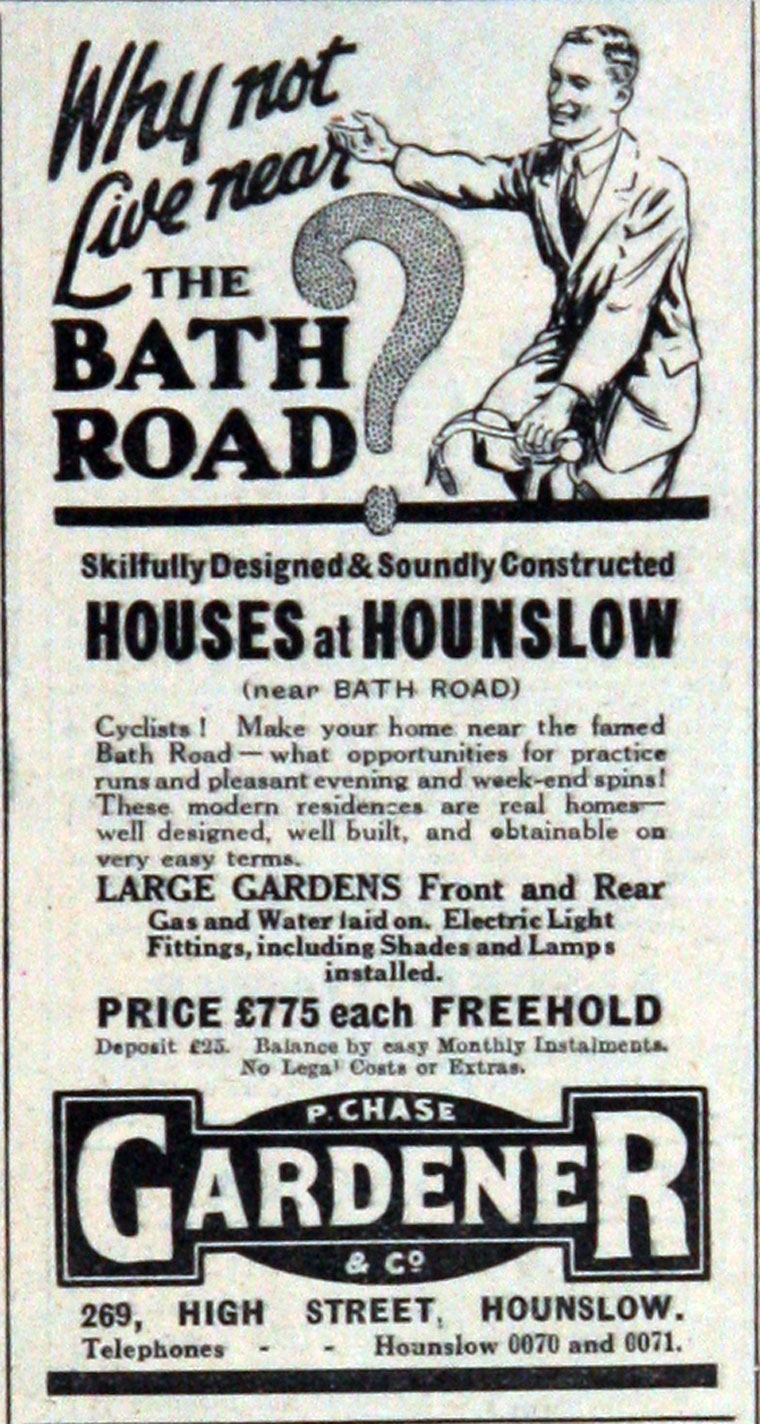 Why not
Live near
THE
BATH
ROAD?
Skilfully Designed & Soundly Constructed
HOUSES at HOUNSLOW
(near BATH ROAD)
Cyclists! Make your home near the famed
Bath Road—what opportunities for practice
runs and pleasant evening and week-end spins!
These modern residences are real homes—
well designed, well built, and obtainable on
very easy terms.
LARGE GARDENS Front and Rear
Gas and Water laid on. Electric Light
Fittings, including Shades and Lamps
installed.
PRICE £775 each FREEHOLD
Deposit £25. Balance by easy Monthly Instalments.
No Legal Costs or Extras.
P. CHASE
GARDENER
& Co
269, HIGH STREET, HOUNSLOW.
Telephones - - Hounslow 0070 and 0071.